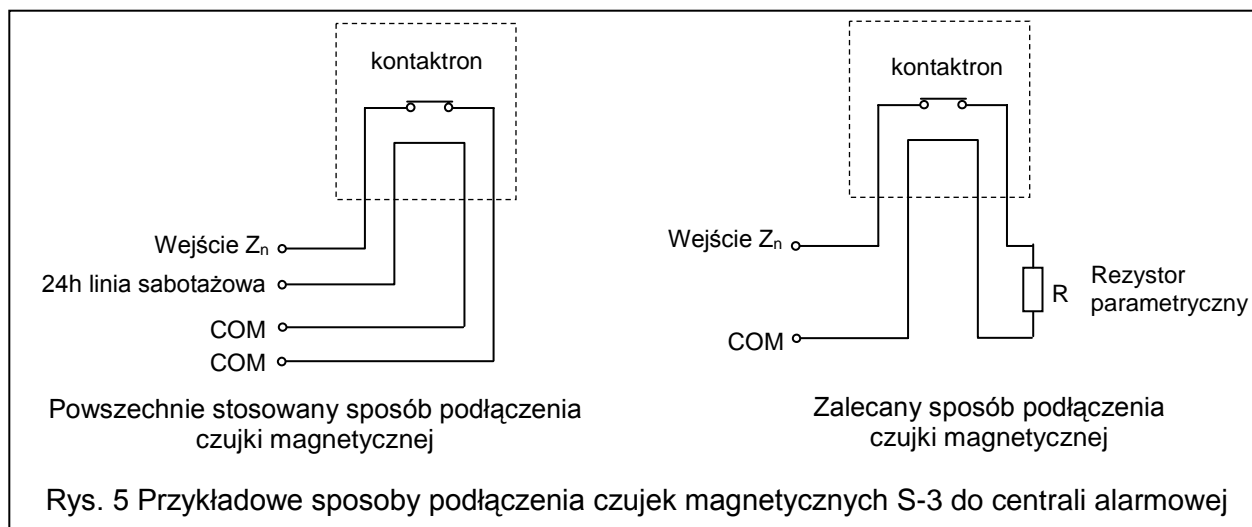 kontaktron
Wejście Zn
24h linia sabotażowa
COM
COM
Powszechnie stosowany sposób podłączenia
czujki magnetycznej
kontaktron
Wejście Zn
COM
R
Rezystor
parametryczny
Zalecany sposób podłączenia
czujki magnetycznej
Rys. 5 Przykładowe sposoby podłączenia czujek magnetycznych S-3 do centrali alarmowej